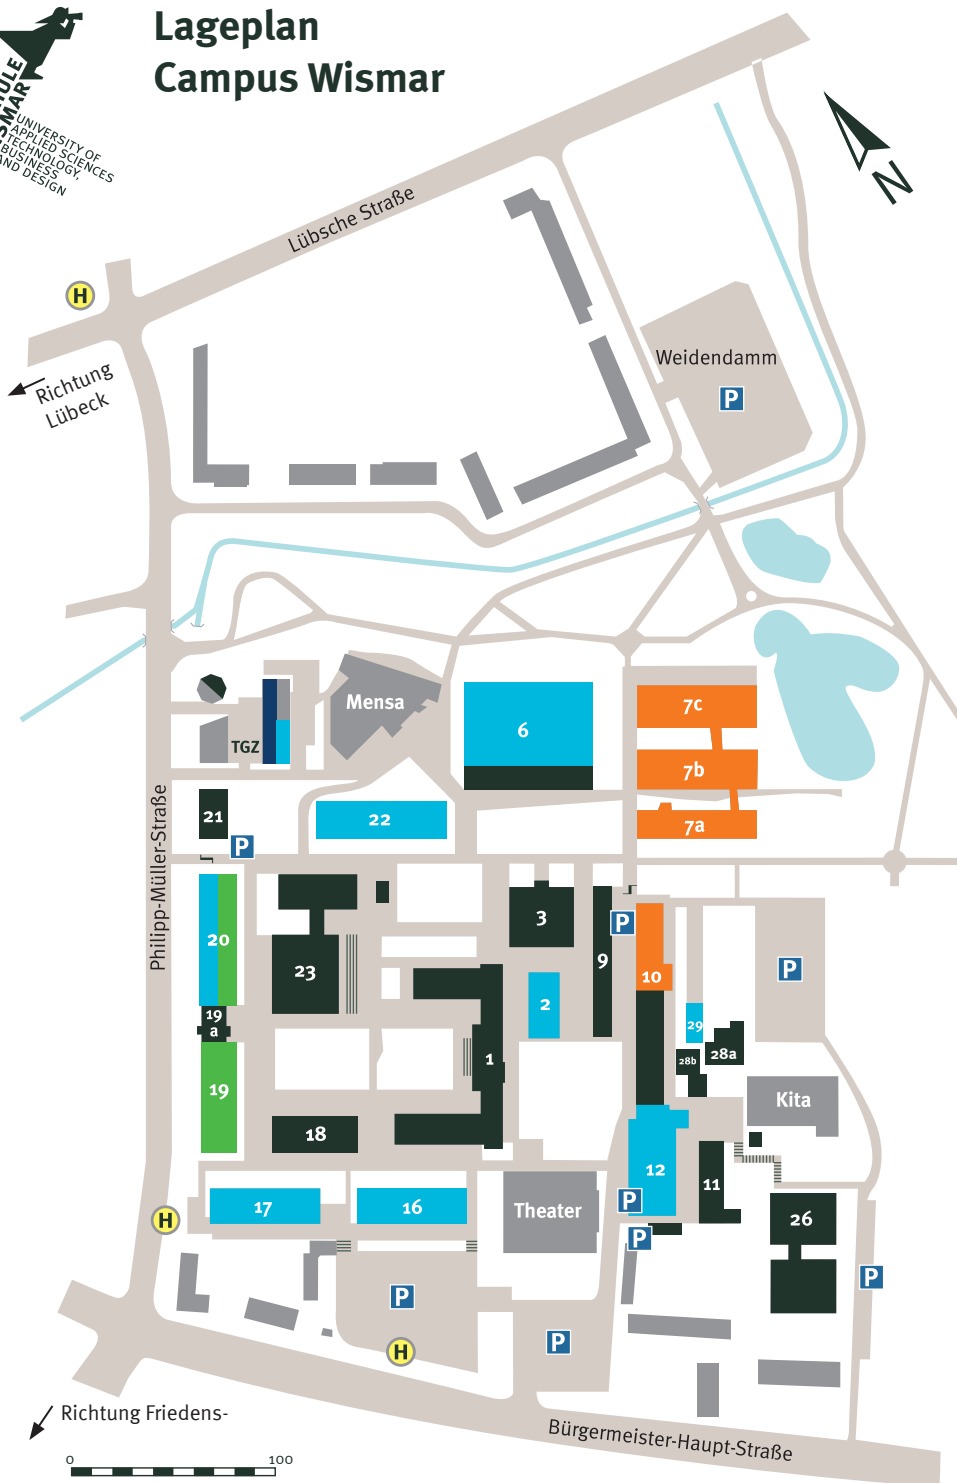 Lageplan
Campus Wismar
UNIVERSITY OF
APPLIED SCIENCES
TECHNOLOGY,
BUSINESS
AND DESIGN
N
Lübsche Straße
H
Richtung
Lübeck
Weidendamm
P
Mensa
TGZ
6
7c
7b
7a
21
P
22
Philipp-Müller-Straße
20
23
3
9
P
10
P
2
19
a
29
28a
28b
1
19
18
Kita
12
11
17
16
Theater
P
26
H
P
P
P
P
H
Richtung Friedens-
Bürgermeister-Haupt-Straße
0
100